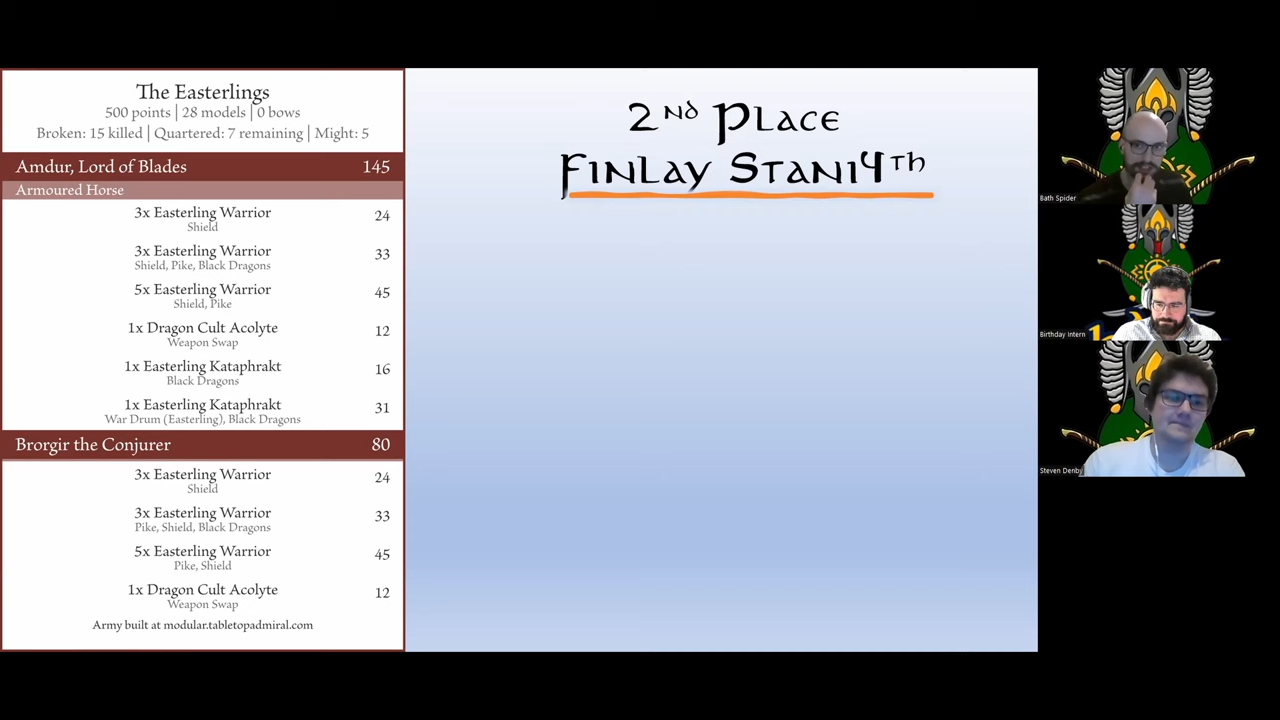 The Easterlings
500 points | 28 models | 0 bows
Broken: 15 killed | Quartered: 7 remaining | Might: 5
Amdur, Lord of Blades 145
Armoured Horse
3x Easterling Warrior 24
Shield
3x Easterling Warrior 33
Shield, Pike, Black Dragons
5x Easterling Warrior 45
Shield, Pike
1x Dragon Cult Acolyte 12
Weapon Swap
1x Easterling Kataphrakt 16
Black Dragons
1x Easterling Kataphrakt 31
War Drum (Easterling), Black Dragons
Brorgir the Conjurer 80
3x Easterling Warrior 24
Shield
3x Easterling Warrior 33
Pike, Shield, Black Dragons
5x Easterling Warrior 45
Pike, Shield
1x Dragon Cult Acolyte 12
Weapon Swap
Army built at modular.tabletopadmiral.com
2nd Place
Finlay Stani4th
Bath Spider
Birthday Intern
Steven Denby